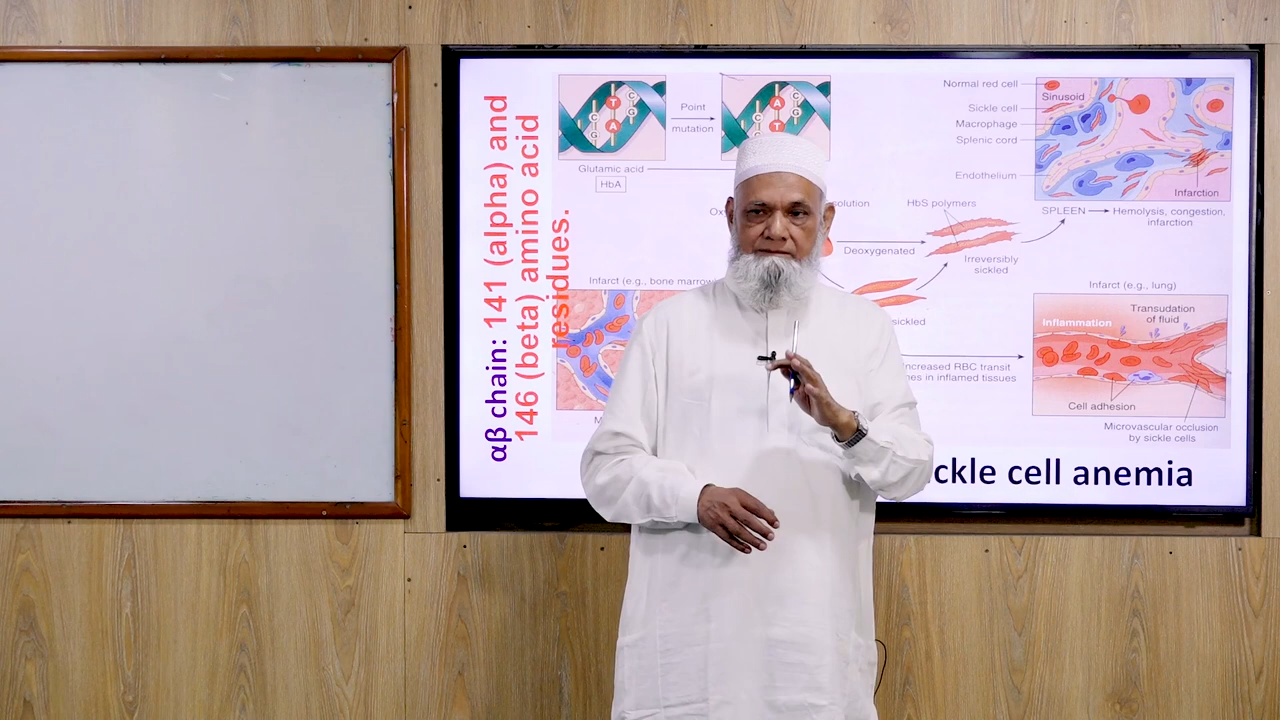 αβ chain: 141 (alpha) and
146 (beta) amino acid
residues.
T
A
C
G
C
G
Point
mutation
A
T
C
G
C
Glutamic acid
HbA
solution
Deoxygenated
HbS polymers
Irreversibly
sickled
Normal red cell
Sickle cell
Macrophage
Splenic cord
Endothelium
Sinusoid
Infarction
SPLEEN
Hemolysis, congestion,
infarction
Infarct (e.g., bone marrow
Infarct (e.g., lung)
Inflammation
Transudation
of fluid
Cell adhesion
Microvascular occlusion
by sickle cells
RBC transit
in inflamed tissues
ckle cell anemia